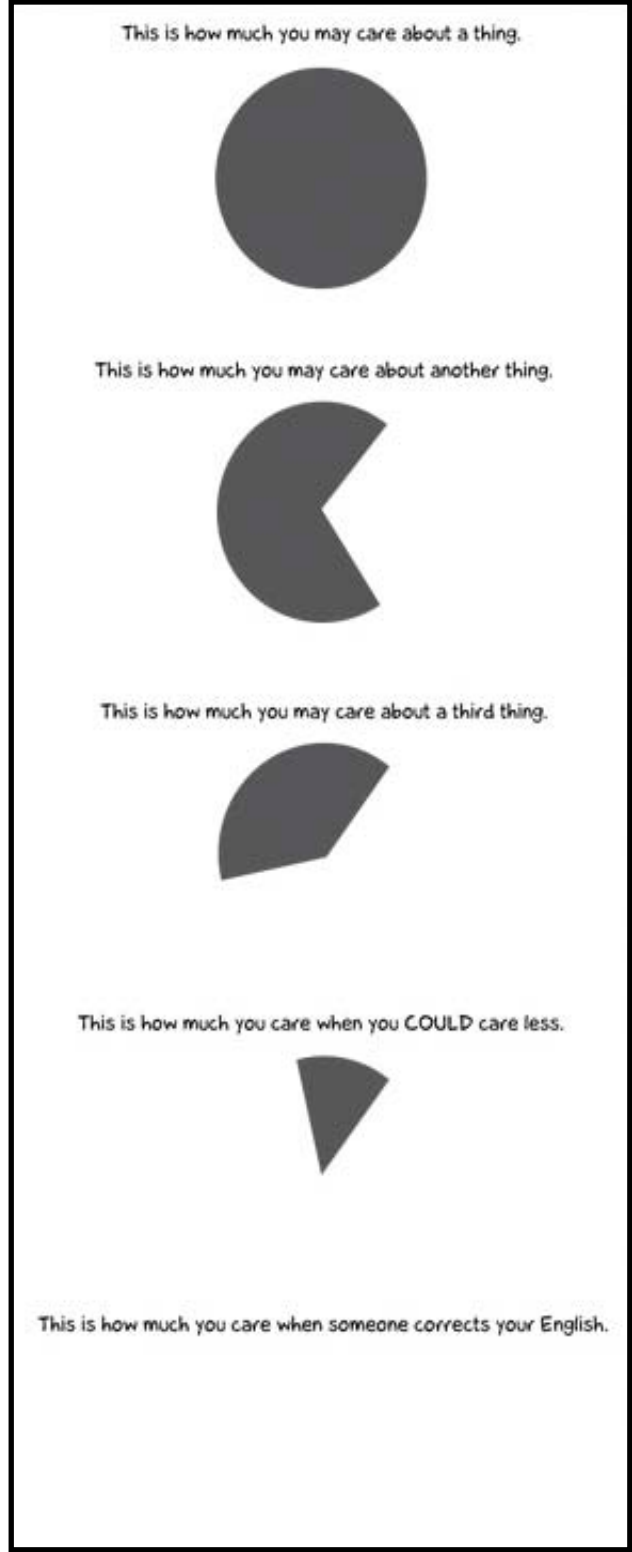 This is how much you may care about a thing.
This is how much you may care about another thing.
This is how much you may care about a third thing.
This is how much you care when you COULD care less.
This is how much you care when someone corrects your English.